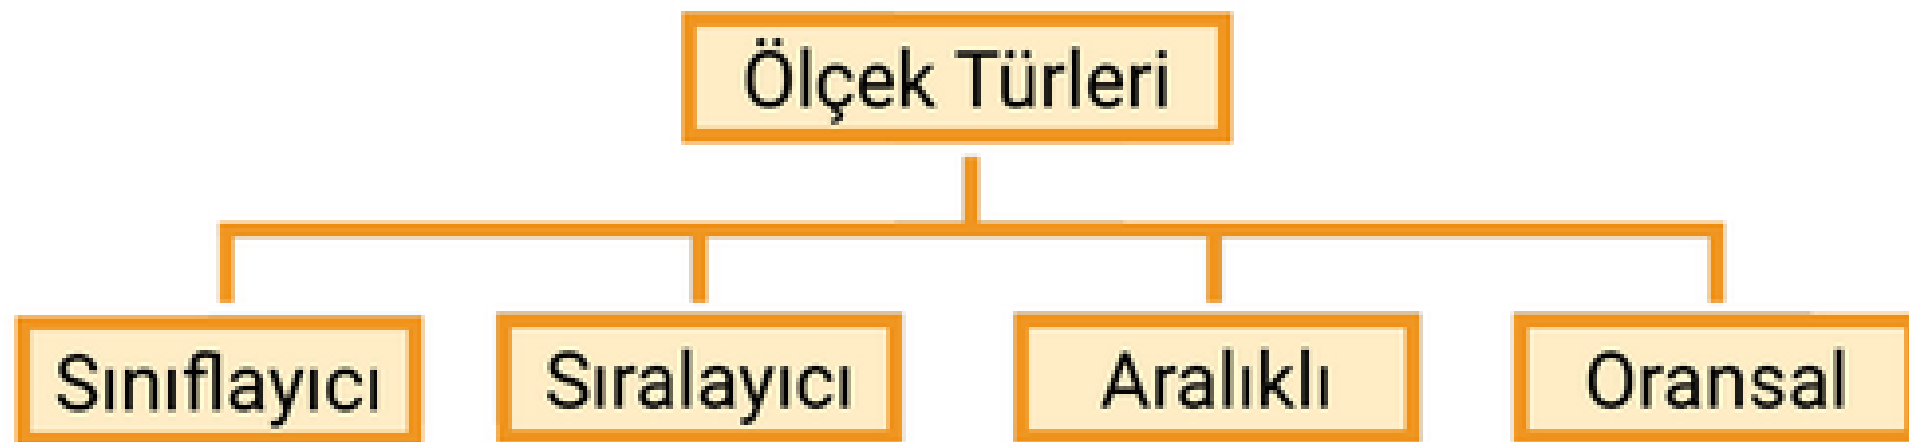 Ölçek Türleri
Sınıflayıcı
Sıralayıcı
Aralıklı
Oransal